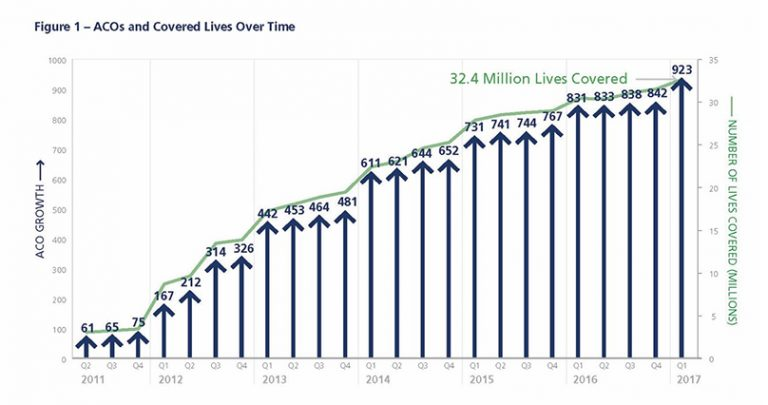 Figure 1 – ACOs and Covered Lives Over Time
1000
900
800
700
600
500
400
300
200
100
0
ACO GROWTH
35
30
25
20
15
10
5
0
NUMBER OF LIVES COVERED (MILLIONS)
32.4 Million Lives Covered
61 65 75 167 212 314 326 442 453 464 481 611 621 644 652 731 741 744 767 831 833 838 842 923
Q2 Q3 Q4 Q1 Q2 Q3 Q4 Q1 Q2 Q3 Q4 Q1 Q2 Q3 Q4 Q1 Q2 Q3 Q4 Q1 Q2 Q3 Q4 Q1
2011 2012 2013 2014 2015 2016 2017